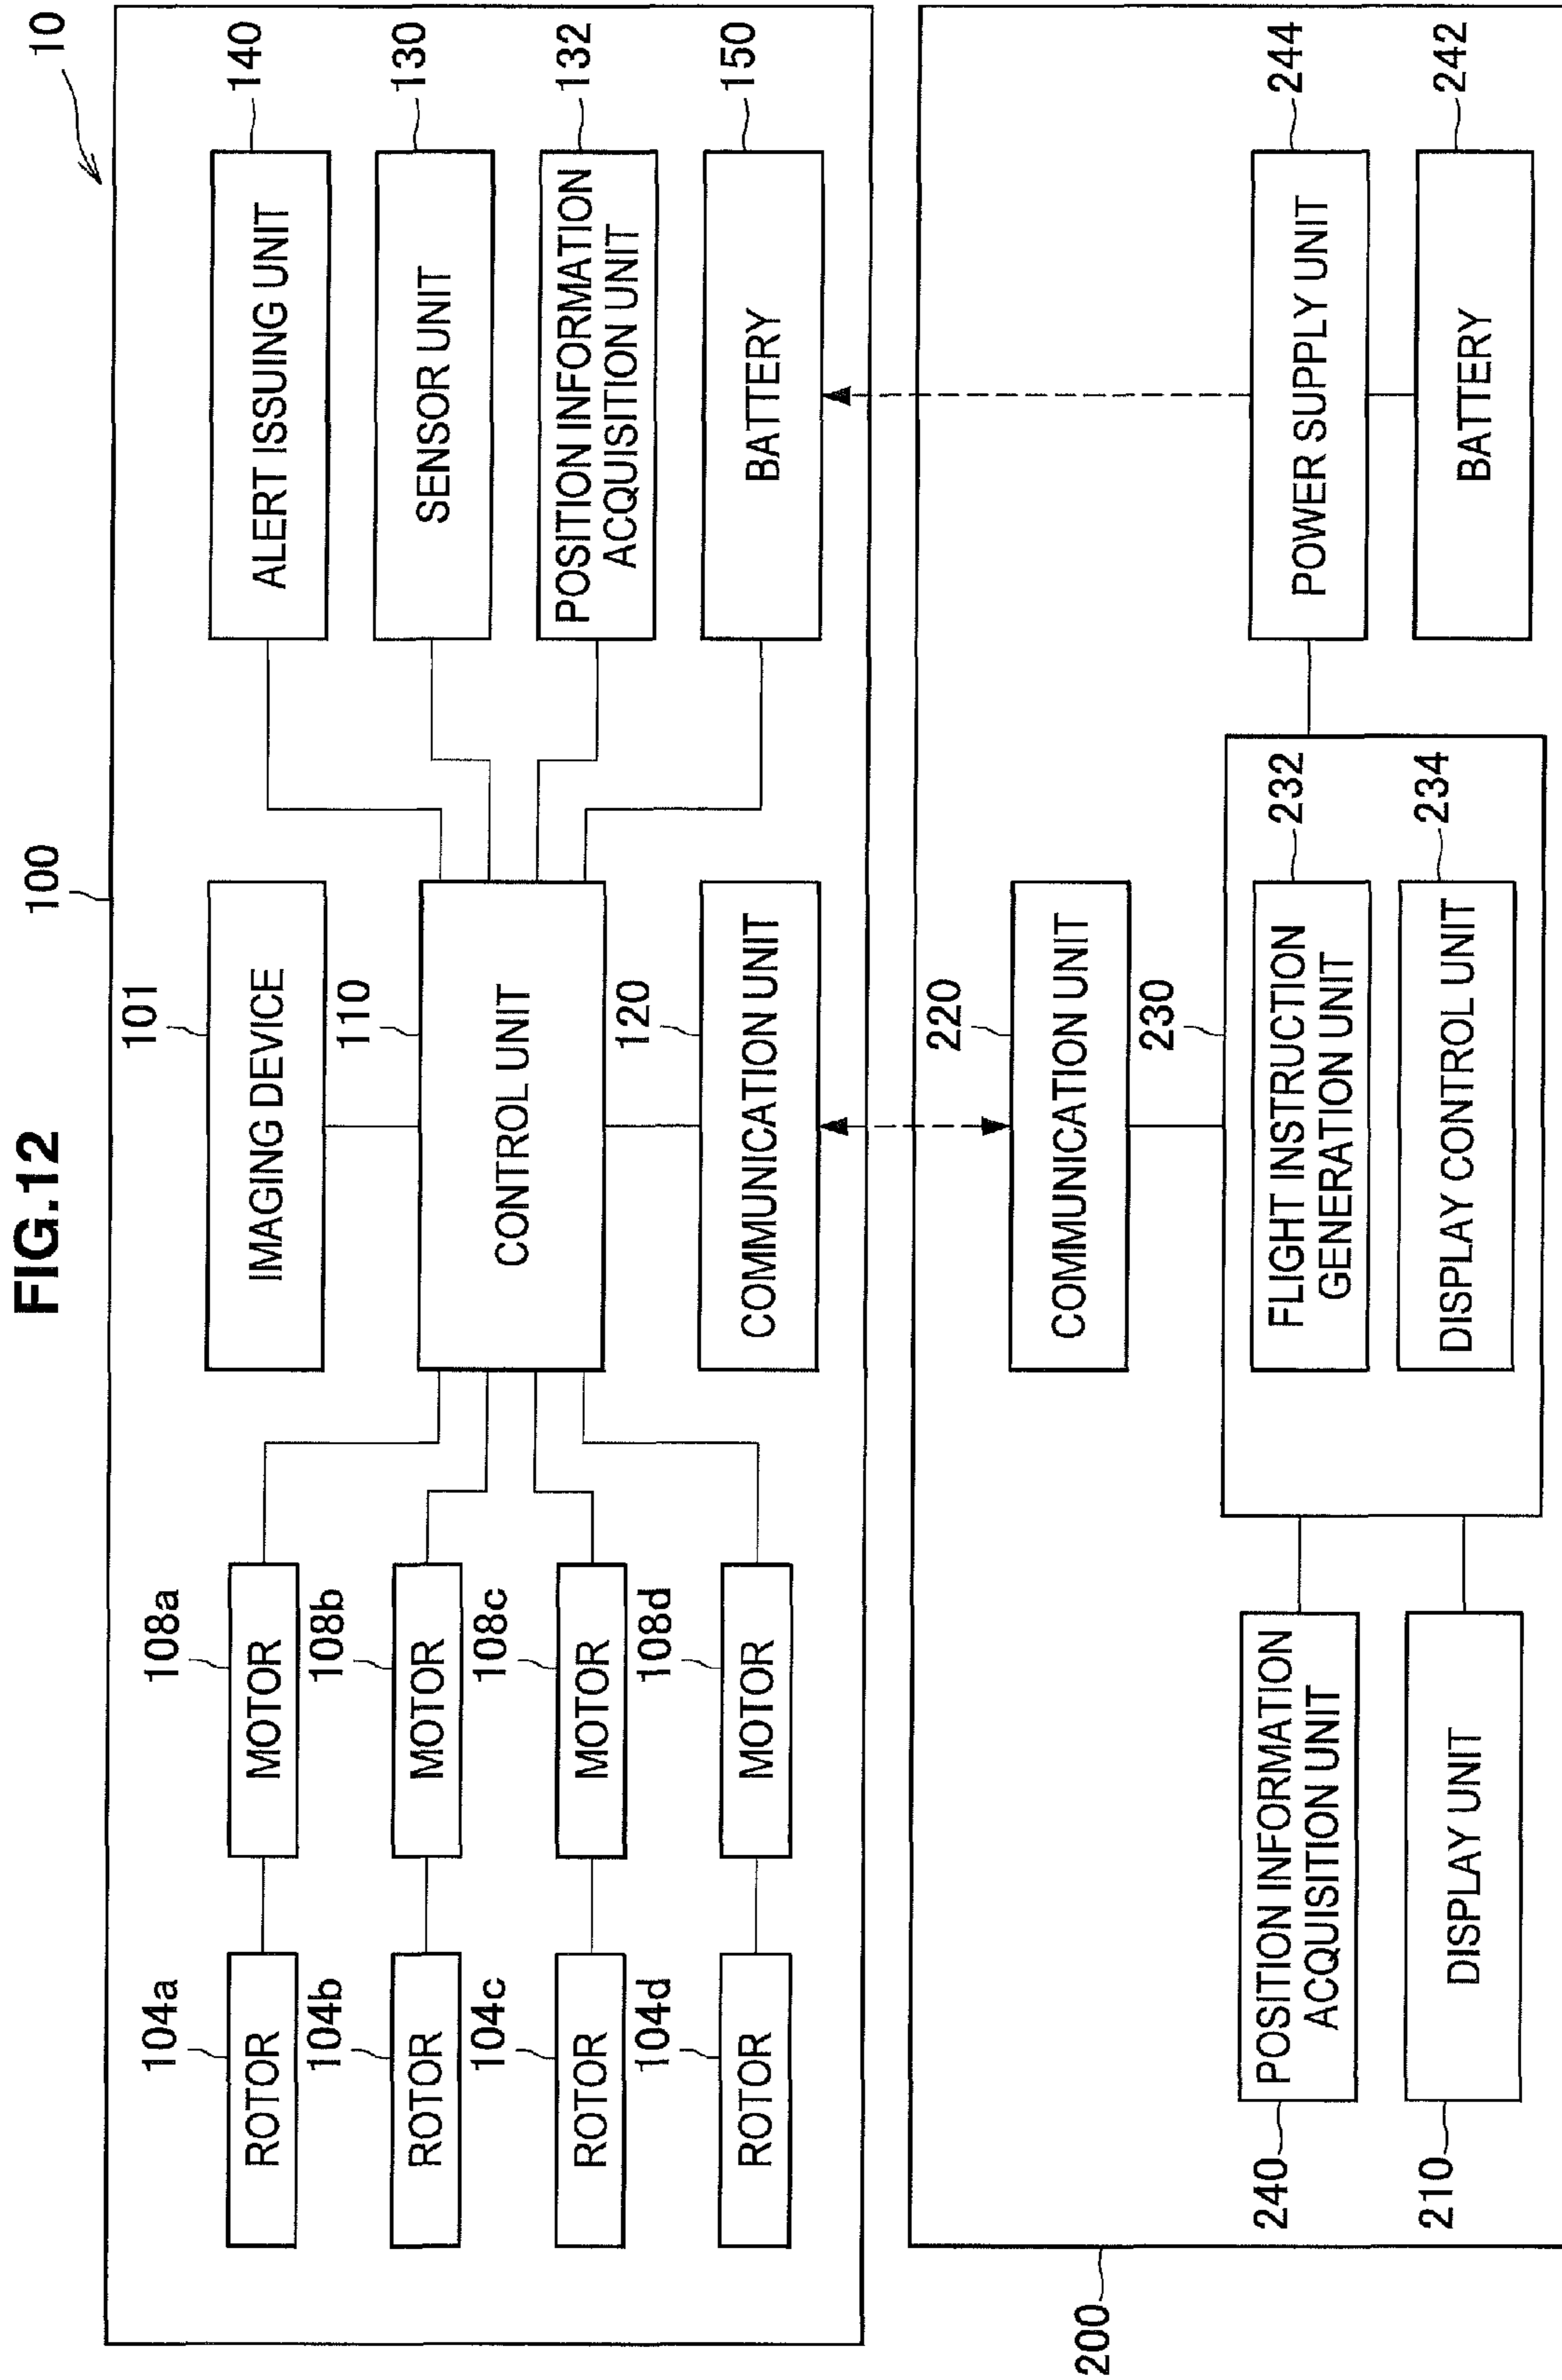 FIG.12
10
100
101
IMAGING DEVICE
104a
ROTOR
108a
MOTOR
140
ALERT ISSUING UNIT
110
CONTROL UNIT
104b
ROTOR
108b
MOTOR
130
SENSOR UNIT
104c
ROTOR
108c
MOTOR
132
POSITION INFORMATION
ACQUISITION UNIT
104d
ROTOR
108d
MOTOR
120
COMMUNICATION UNIT
150
BATTERY
200
220
COMMUNICATION UNIT
230
240
POSITION INFORMATION
ACQUISITION UNIT
232
FLIGHT INSTRUCTION
GENERATION UNIT
244
POWER SUPPLY UNIT
210
DISPLAY UNIT
234
DISPLAY CONTROL UNIT
242
BATTERY